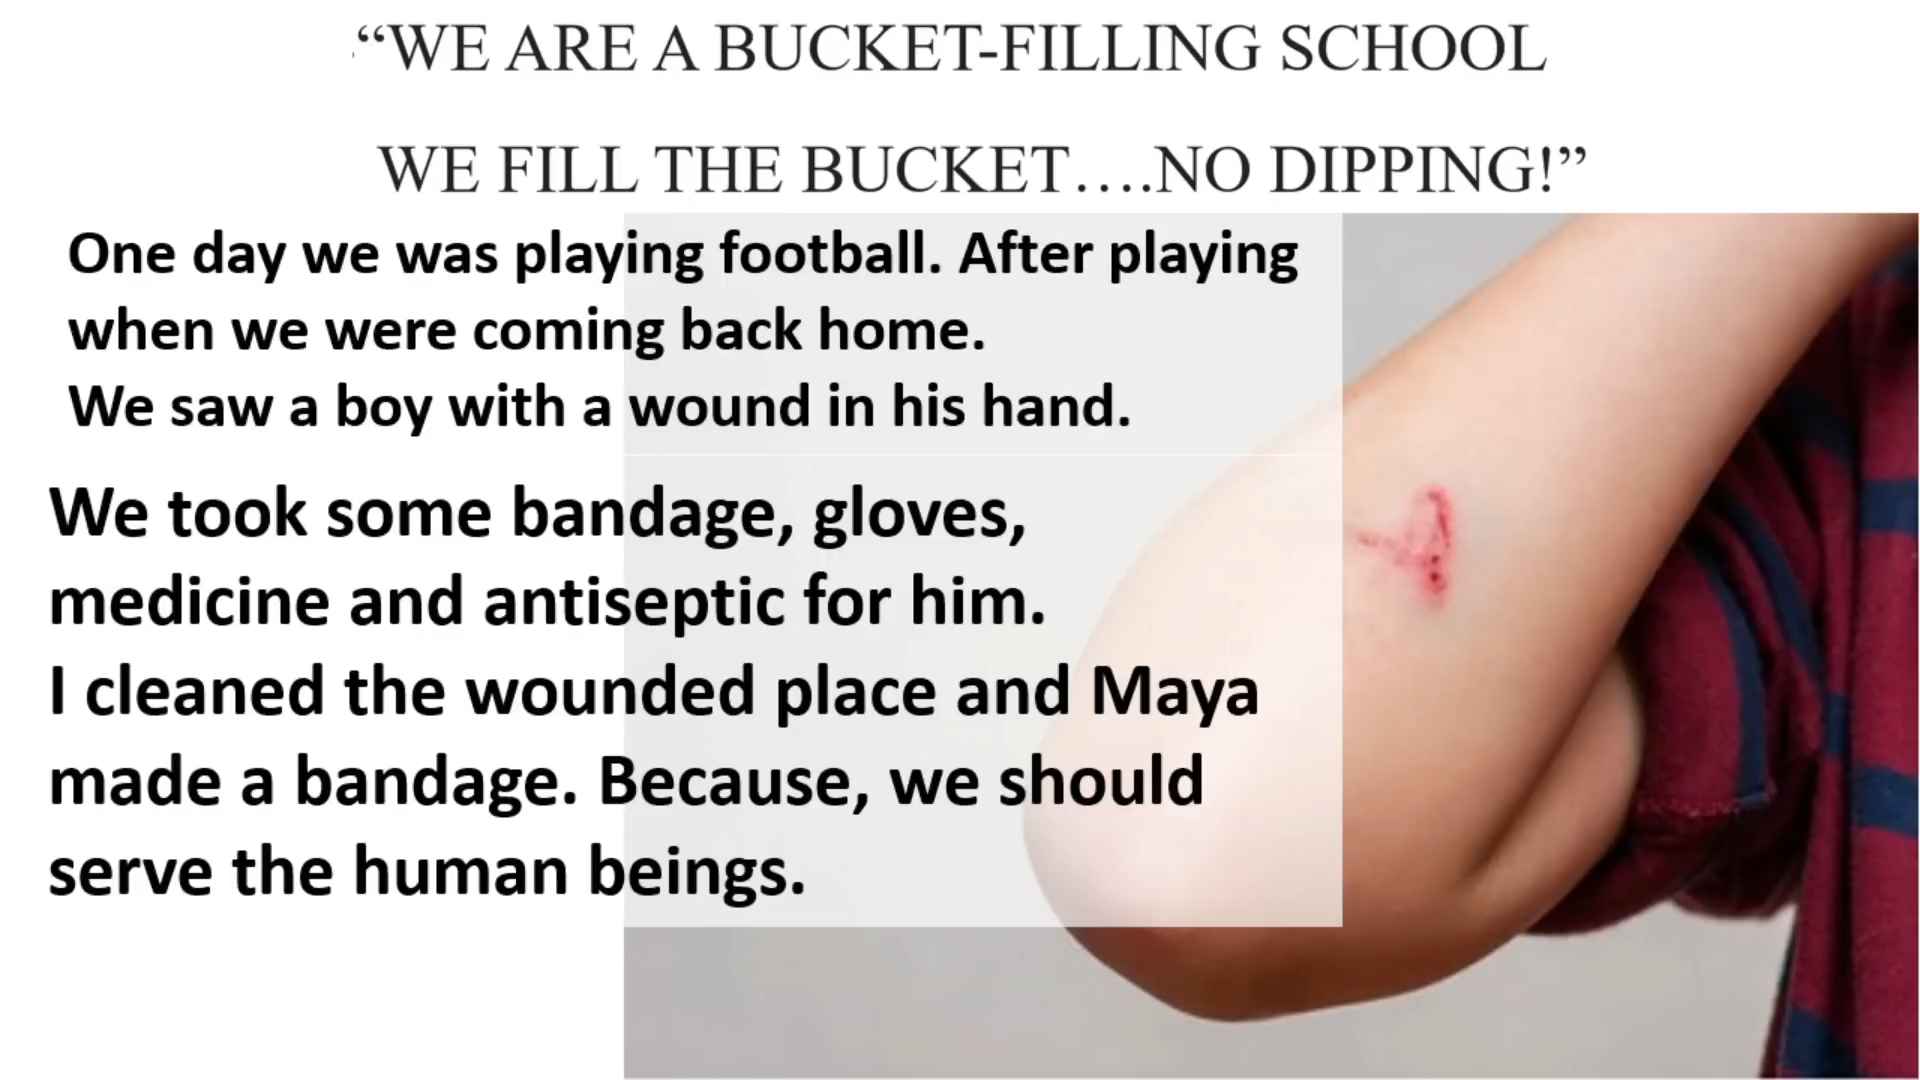 “WE ARE A BUCKET-FILLING SCHOOL
WE FILL THE BUCKET….NO DIPPING!”
One day we was playing football. After playing
when we were coming back home.
We saw a boy with a wound in his hand.
We took some bandage, gloves,
medicine and antiseptic for him.
I cleaned the wounded place and Maya
made a bandage. Because, we should
serve the human beings.